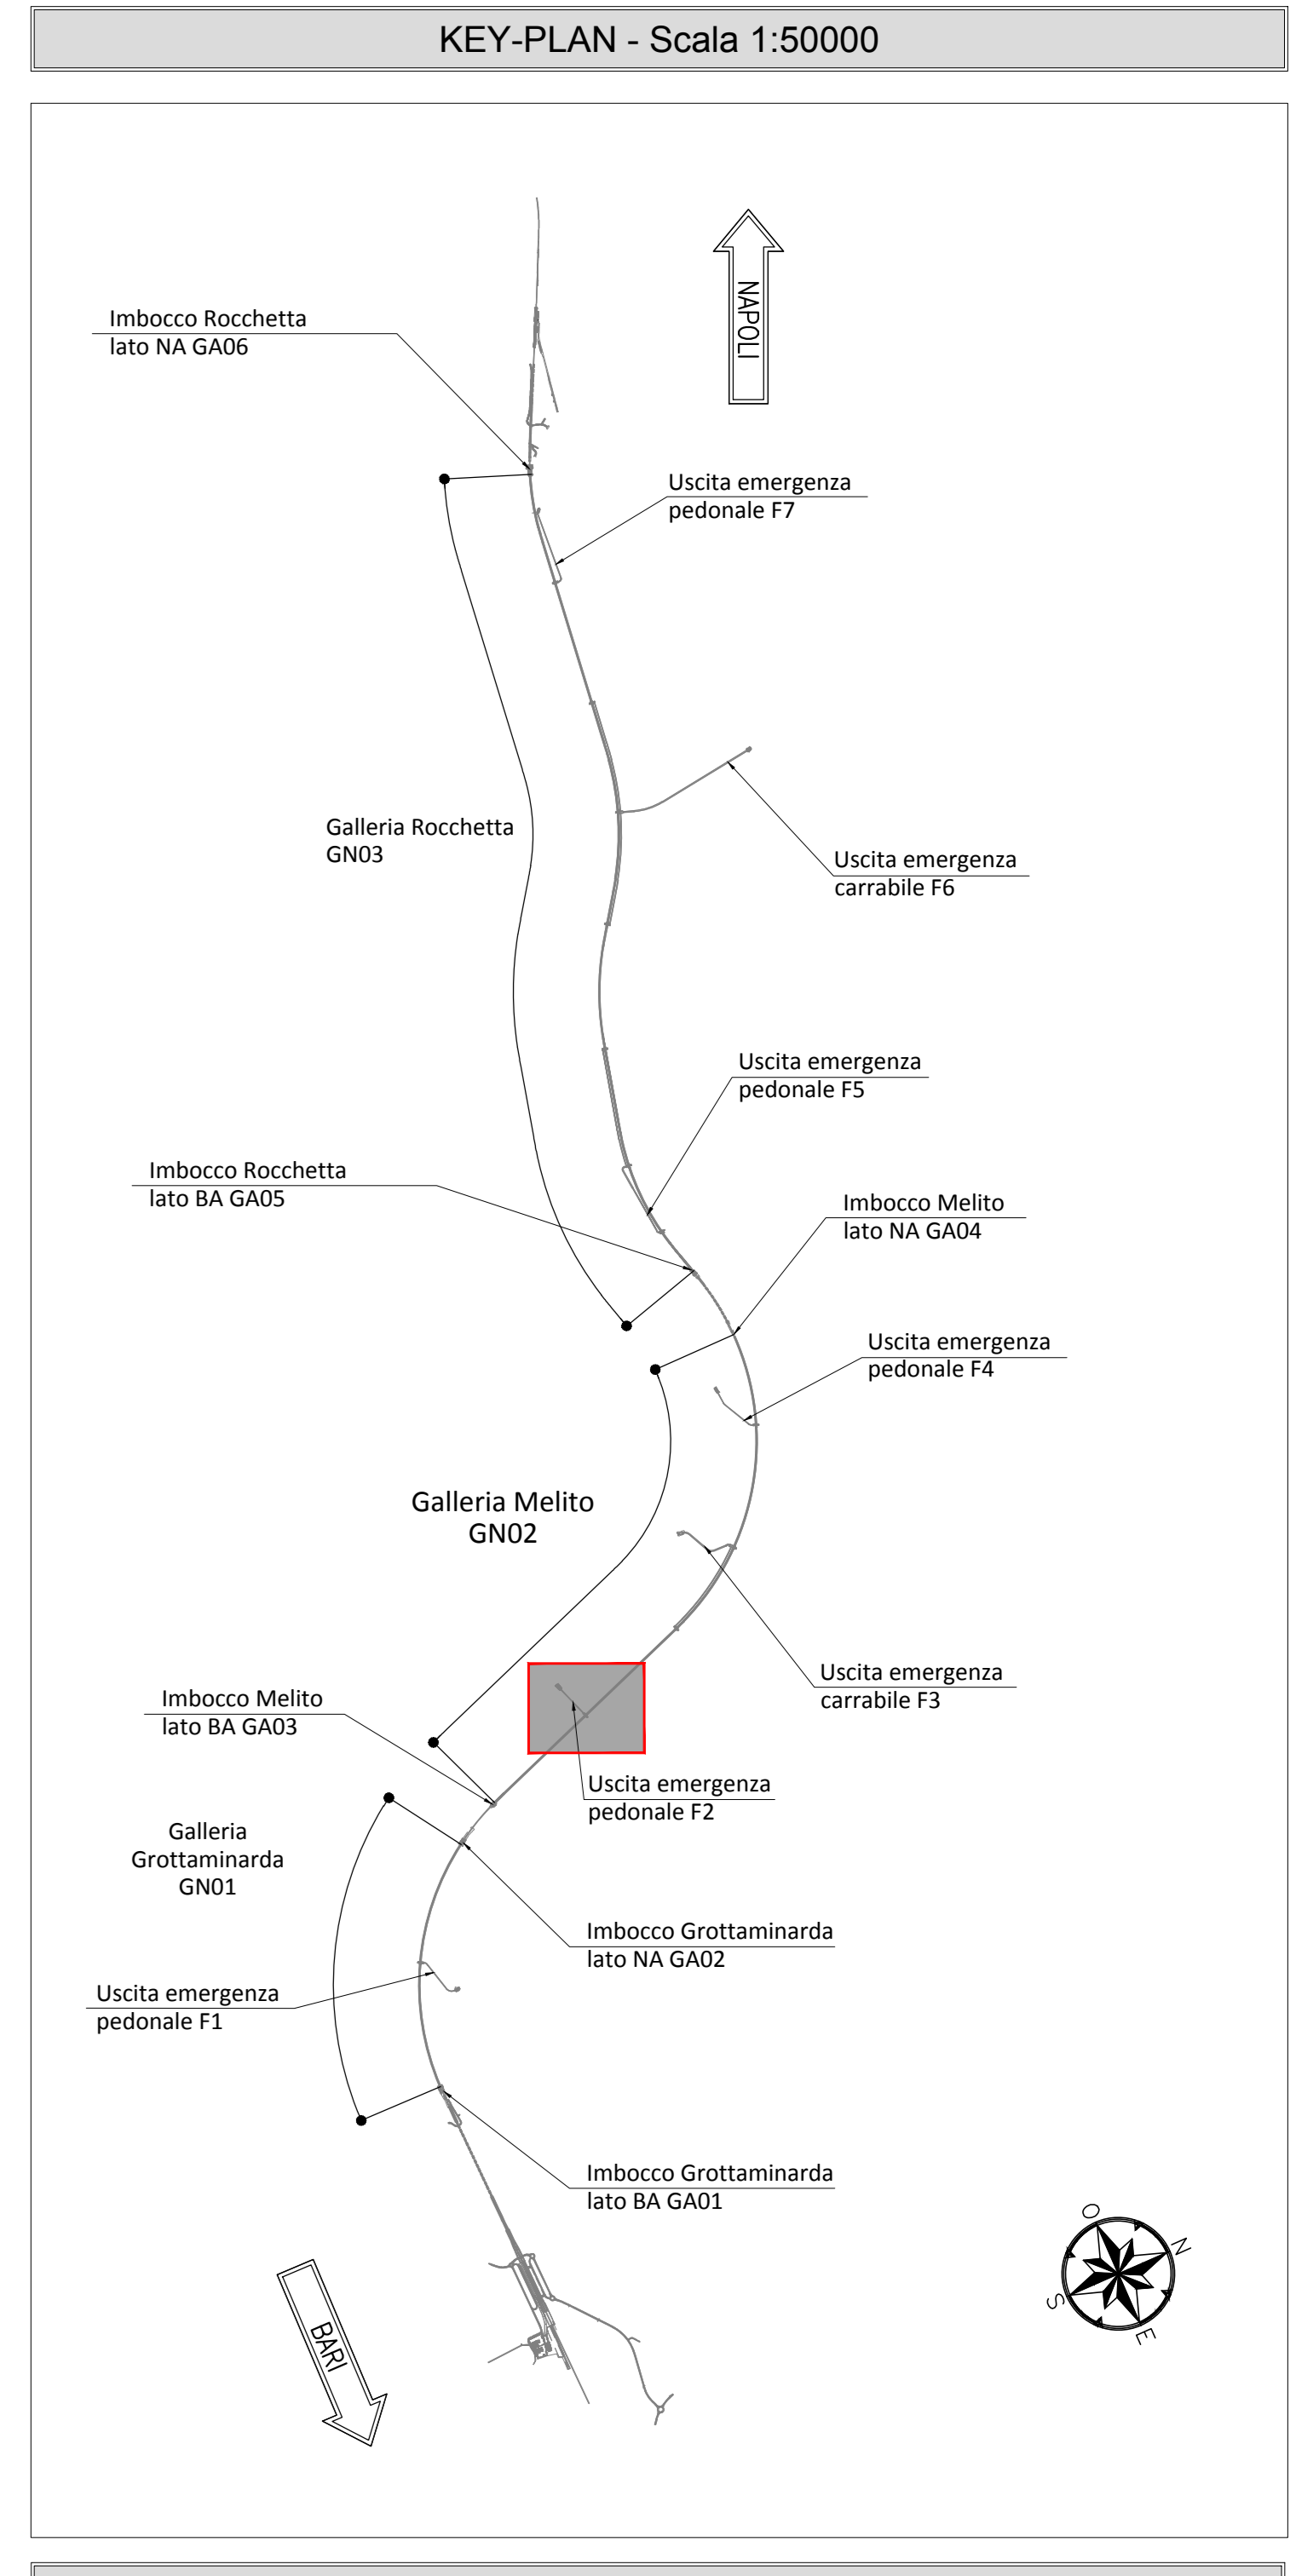 KEY-PLAN - Scala 1:50000
NAPOLI
Imbocco Rocchetta
lato NA GA06
Uscita emergenza
pedonale F7
Galleria Rocchetta
GN03
Uscita emergenza
carrabile F6
Uscita emergenza
pedonale F5
Imbocco Rocchetta
lato BA GA05
Imbocco Melito
lato NA GA04
Uscita emergenza
pedonale F4
Galleria Melito
GN02
Uscita emergenza
carrabile F3
Imbocco Melito
lato BA GA03
Uscita emergenza
pedonale F2
Galleria
Grottaminarda
GN01
Imbocco Grottaminarda
lato NA GA02
Uscita emergenza
pedonale F1
Imbocco Grottaminarda
lato BA GA01
O
N
S
E
BARI